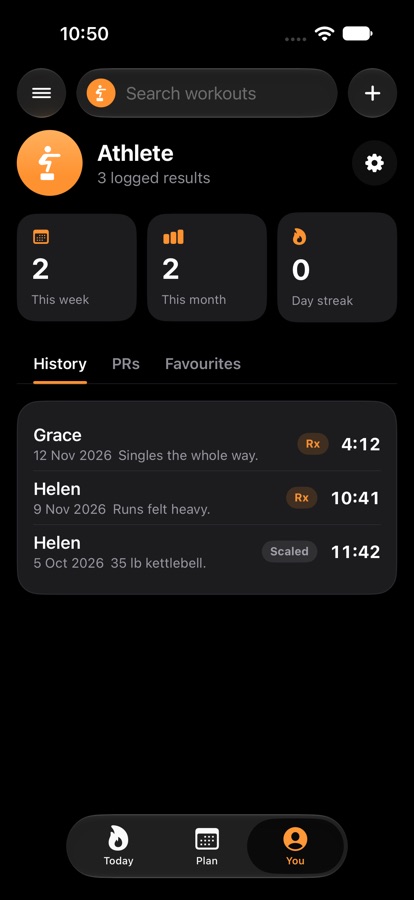 10:50
Search workouts
Athlete
3 logged results
2
This week
2
This month
0
Day streak
History PRs Favourites
Grace
12 Nov 2026 Singles the whole way.
Rx 4:12
Helen
9 Nov 2026 Runs felt heavy.
Rx 10:41
Helen
5 Oct 2026 35 lb kettlebell.
Scaled 11:42
Today Plan You